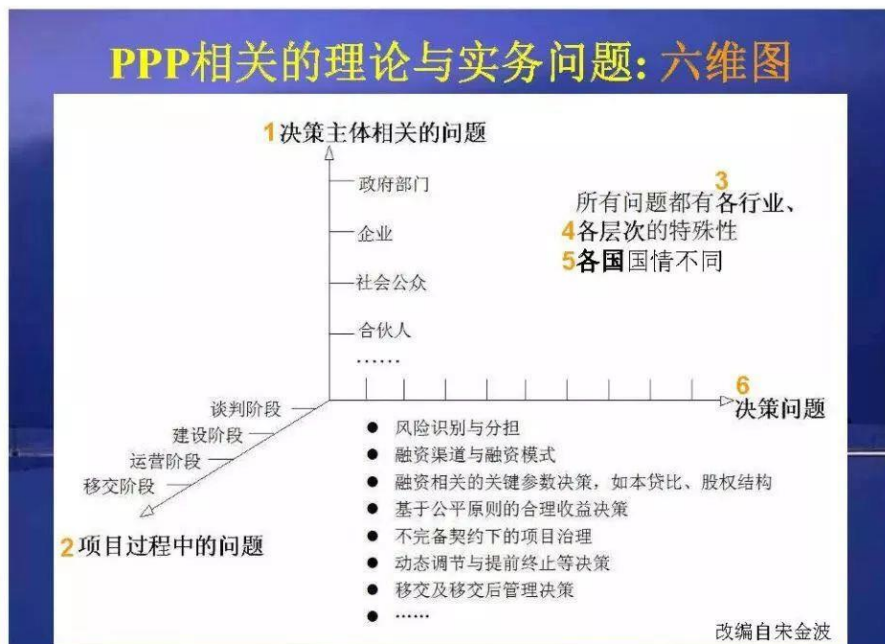 PPP相关的理论与实务问题: 六维图
1决策主体相关的问题
政府部门
企业
社会公众
合伙人
……
3
所有问题都有各行业、
4各层次的特殊性
5各国国情不同
谈判阶段
建设阶段
运营阶段
移交阶段
2项目过程中的问题
6
决策问题
● 风险识别与分担
● 融资渠道与融资模式
● 融资相关的关键参数决策，如本贷比、股权结构
● 基于公平原则的合理收益决策
● 不完备契约下的项目治理
● 动态调节与提前终止等决策
● 移交及移交后管理决策
● ……
改编自宋金波